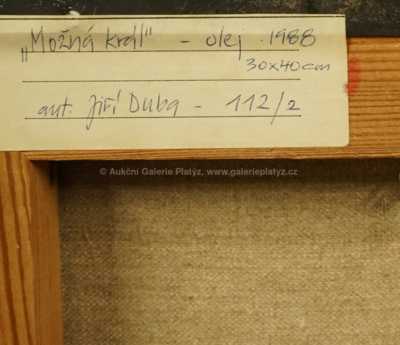 „Možná král" - olej . 1988
30x40cm
aut. Jiří Duba - 112/2
© Aukční Galerie Platýz, www.galerieplatyz.cz